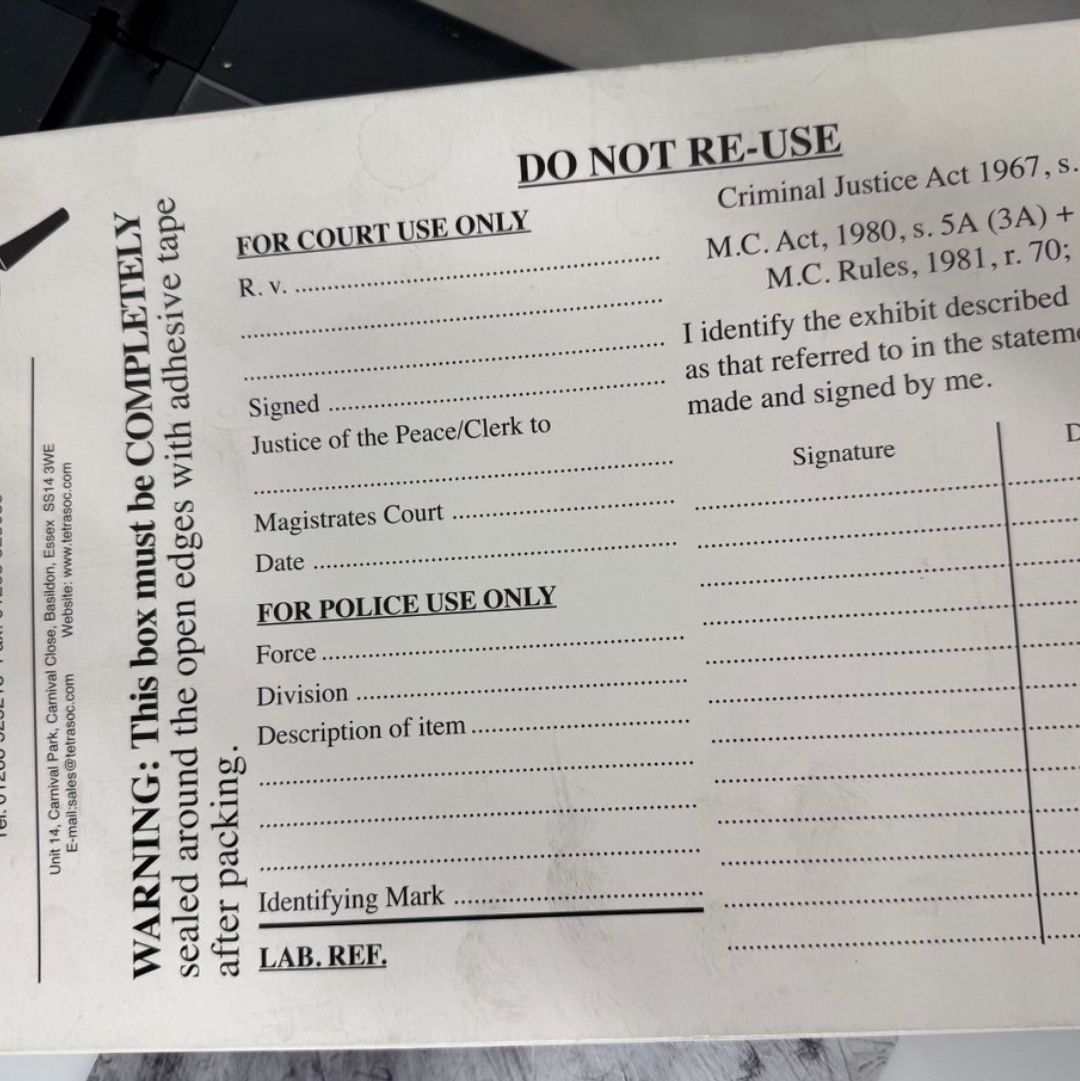 DO NOT RE-USE
Criminal Justice Act 1967, s.
M.C. Act, 1980, s. 5A (3A) +
M.C. Rules, 1981, r. 70;
I identify the exhibit described
as that referred to in the
made and signed by me.
Signature
FOR COURT USE ONLY
R. v. ................................................
................................................
................................................
Signed ................................................
Justice of the Peace/Clerk to
................................................
Magistrates Court ................................
Date ................................................
FOR POLICE USE ONLY
Force ................................................
Division ................................................
Description of item ................................
................................................
................................................
................................................
Identifying Mark ................................
LAB. REF.
WARNING: This box must be COMPLETELY
sealed around the open edges with adhesive tape
after packing.
Unit 14, Carnival Park, Carnival Close, Basildon, Essex SS14 3WE
E-mail:sales@tetrasoc.com Website: www.tetrasoc.com